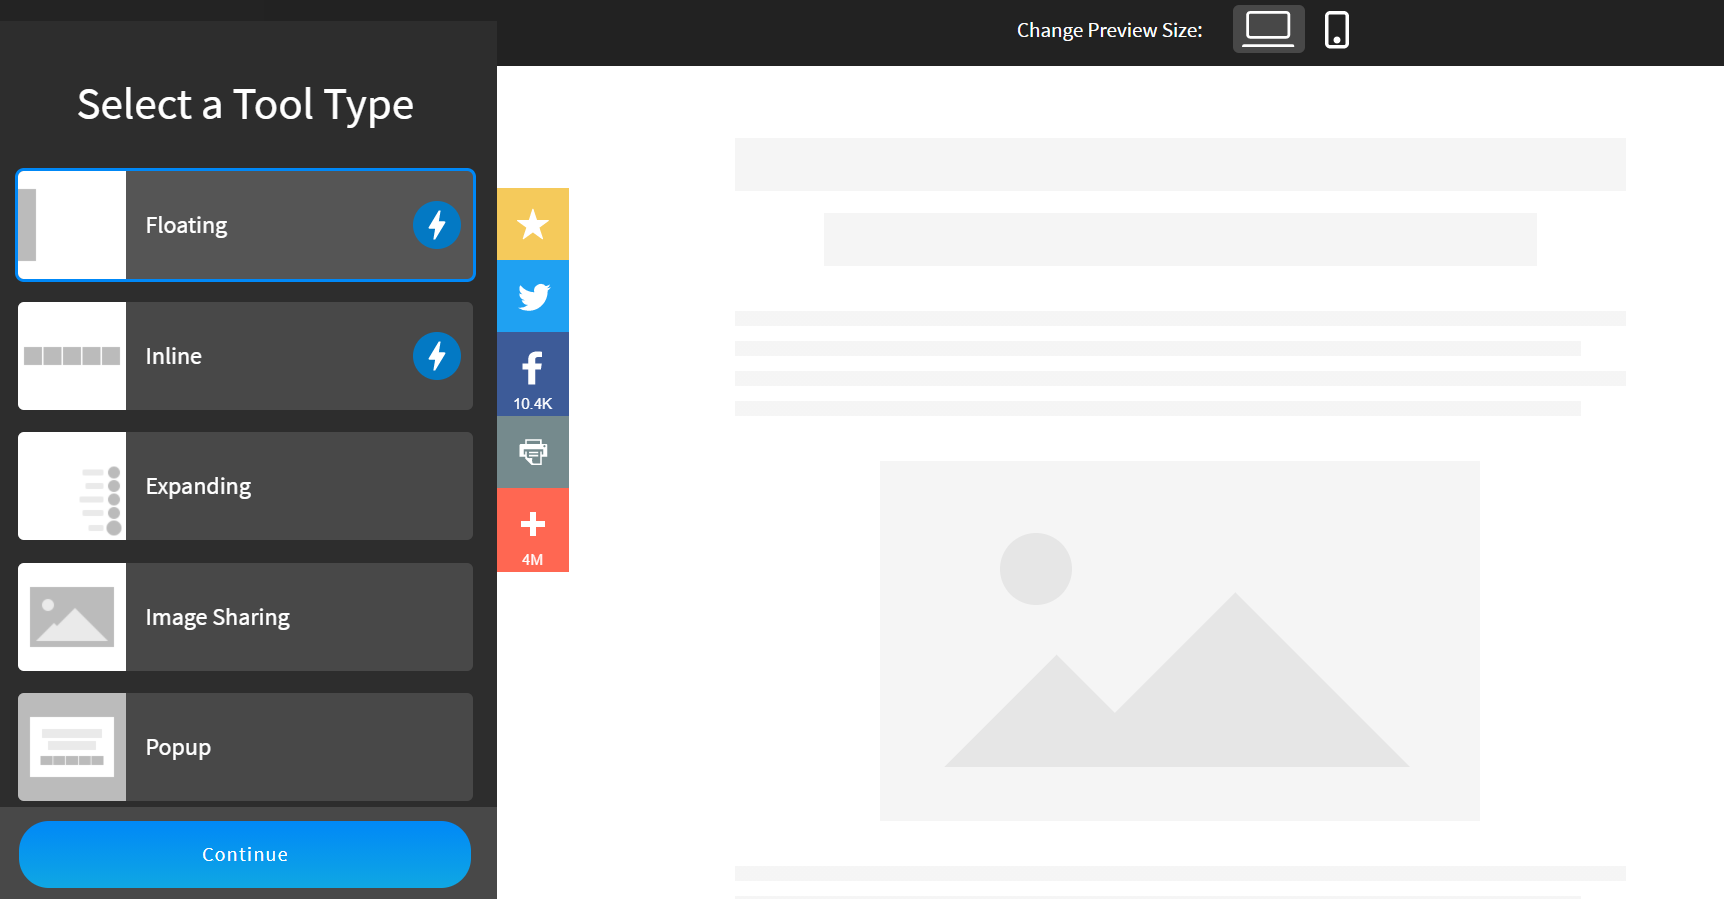 Change Preview Size:
Select a Tool Type
Floating
Inline
Expanding
Image Sharing
Popup
Continue
10.4K
4M